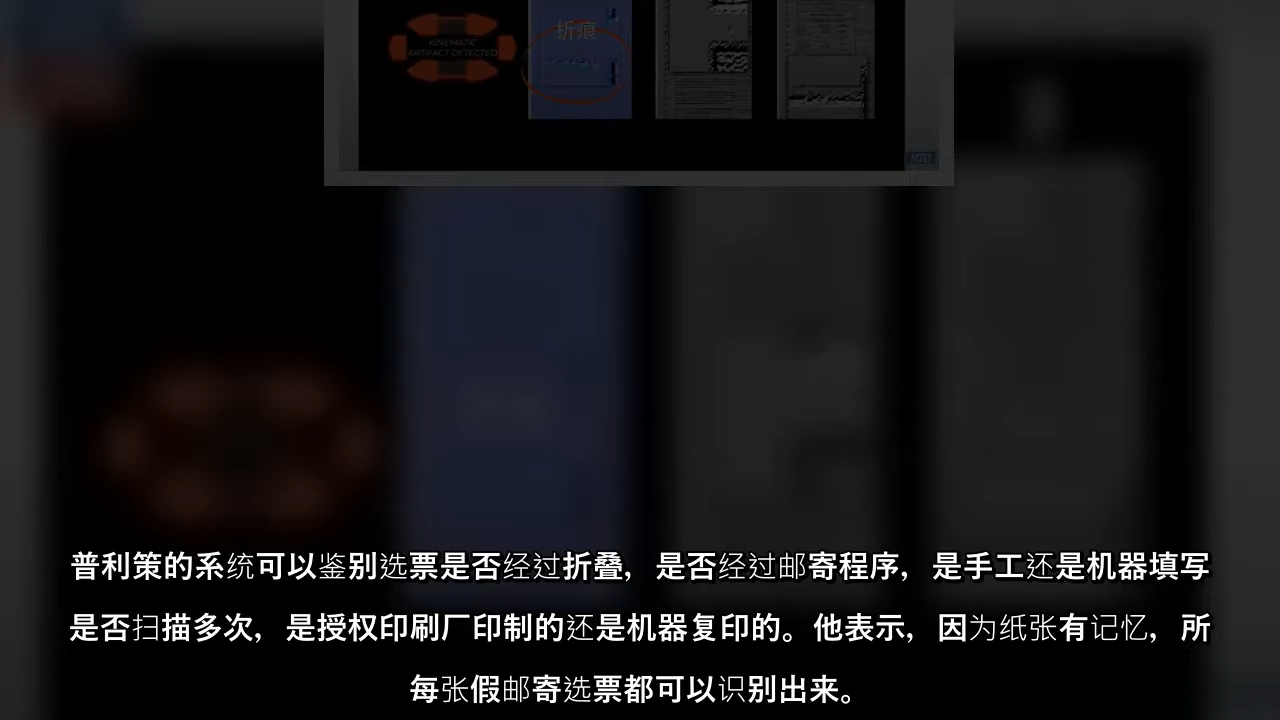 折痕
KINEMATIC
ARTIFACT DETECTED
NTD
普利策的系统可以鉴别选票是否经过折叠，是否经过邮寄程序，是手工还是机器填写
是否扫描多次，是授权印刷厂印制的还是机器复印的。他表示，因为纸张有记忆，所
每张假邮寄选票都可以识别出来。